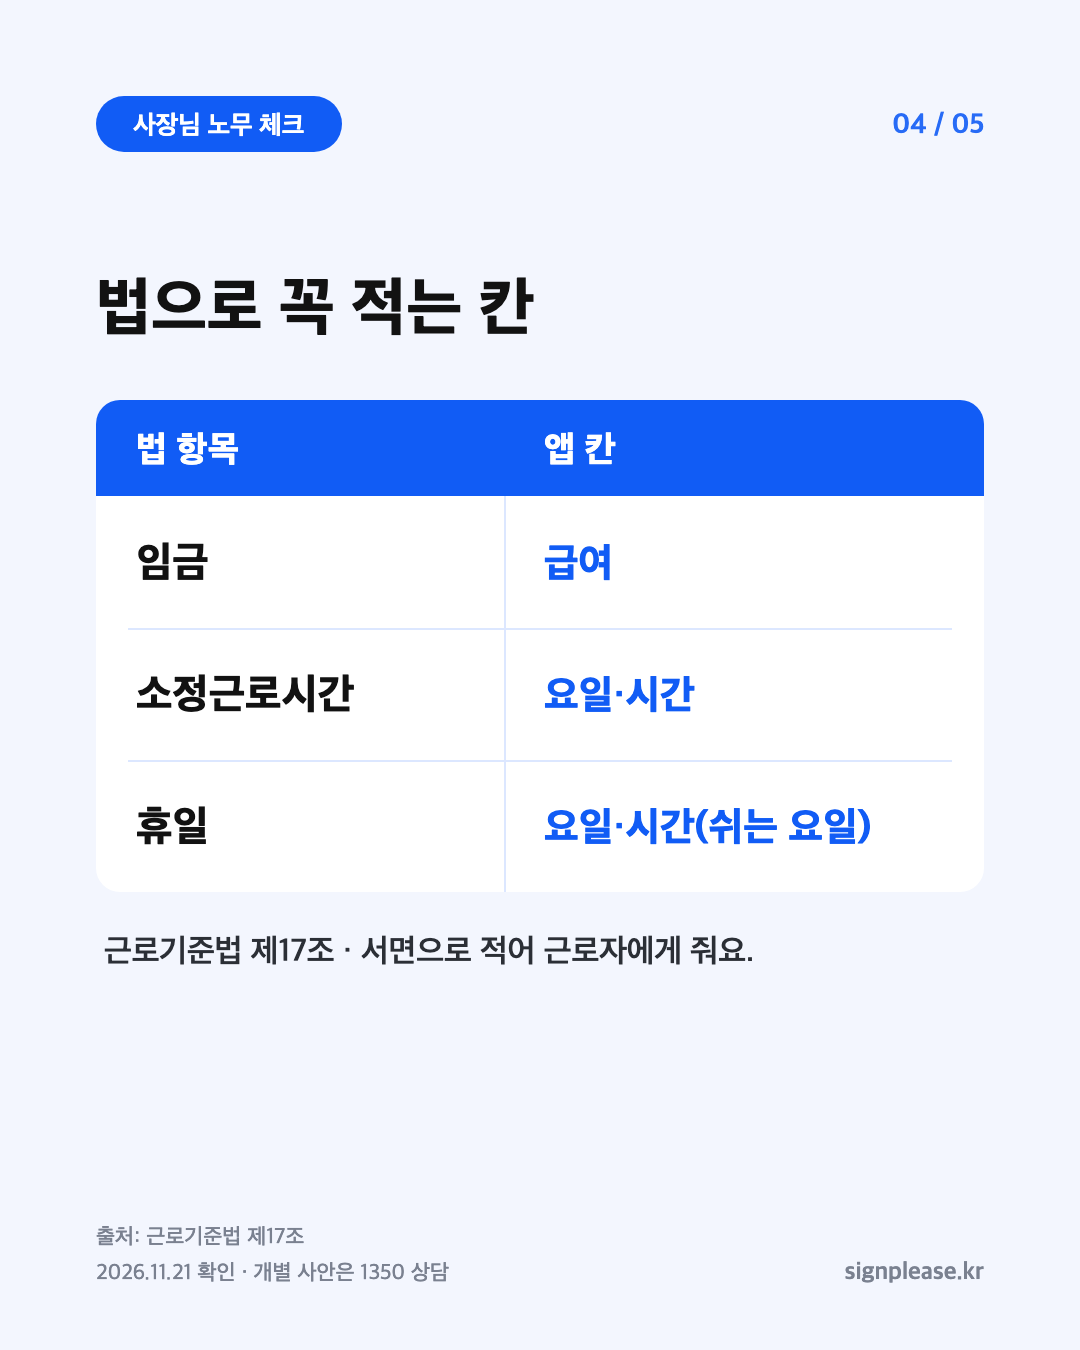 사장님 노무 체크
04 / 05
법으로 꼭 적는 칸
법 항목 앱 칸
임금 급여
소정근로시간 요일·시간
휴일 요일·시간(쉬는 요일)
근로기준법 제17조 · 서면으로 적어 근로자에게 줘요.
출처: 근로기준법 제17조
2026.11.21 확인 · 개별 사안은 1350 상담
signplease.kr